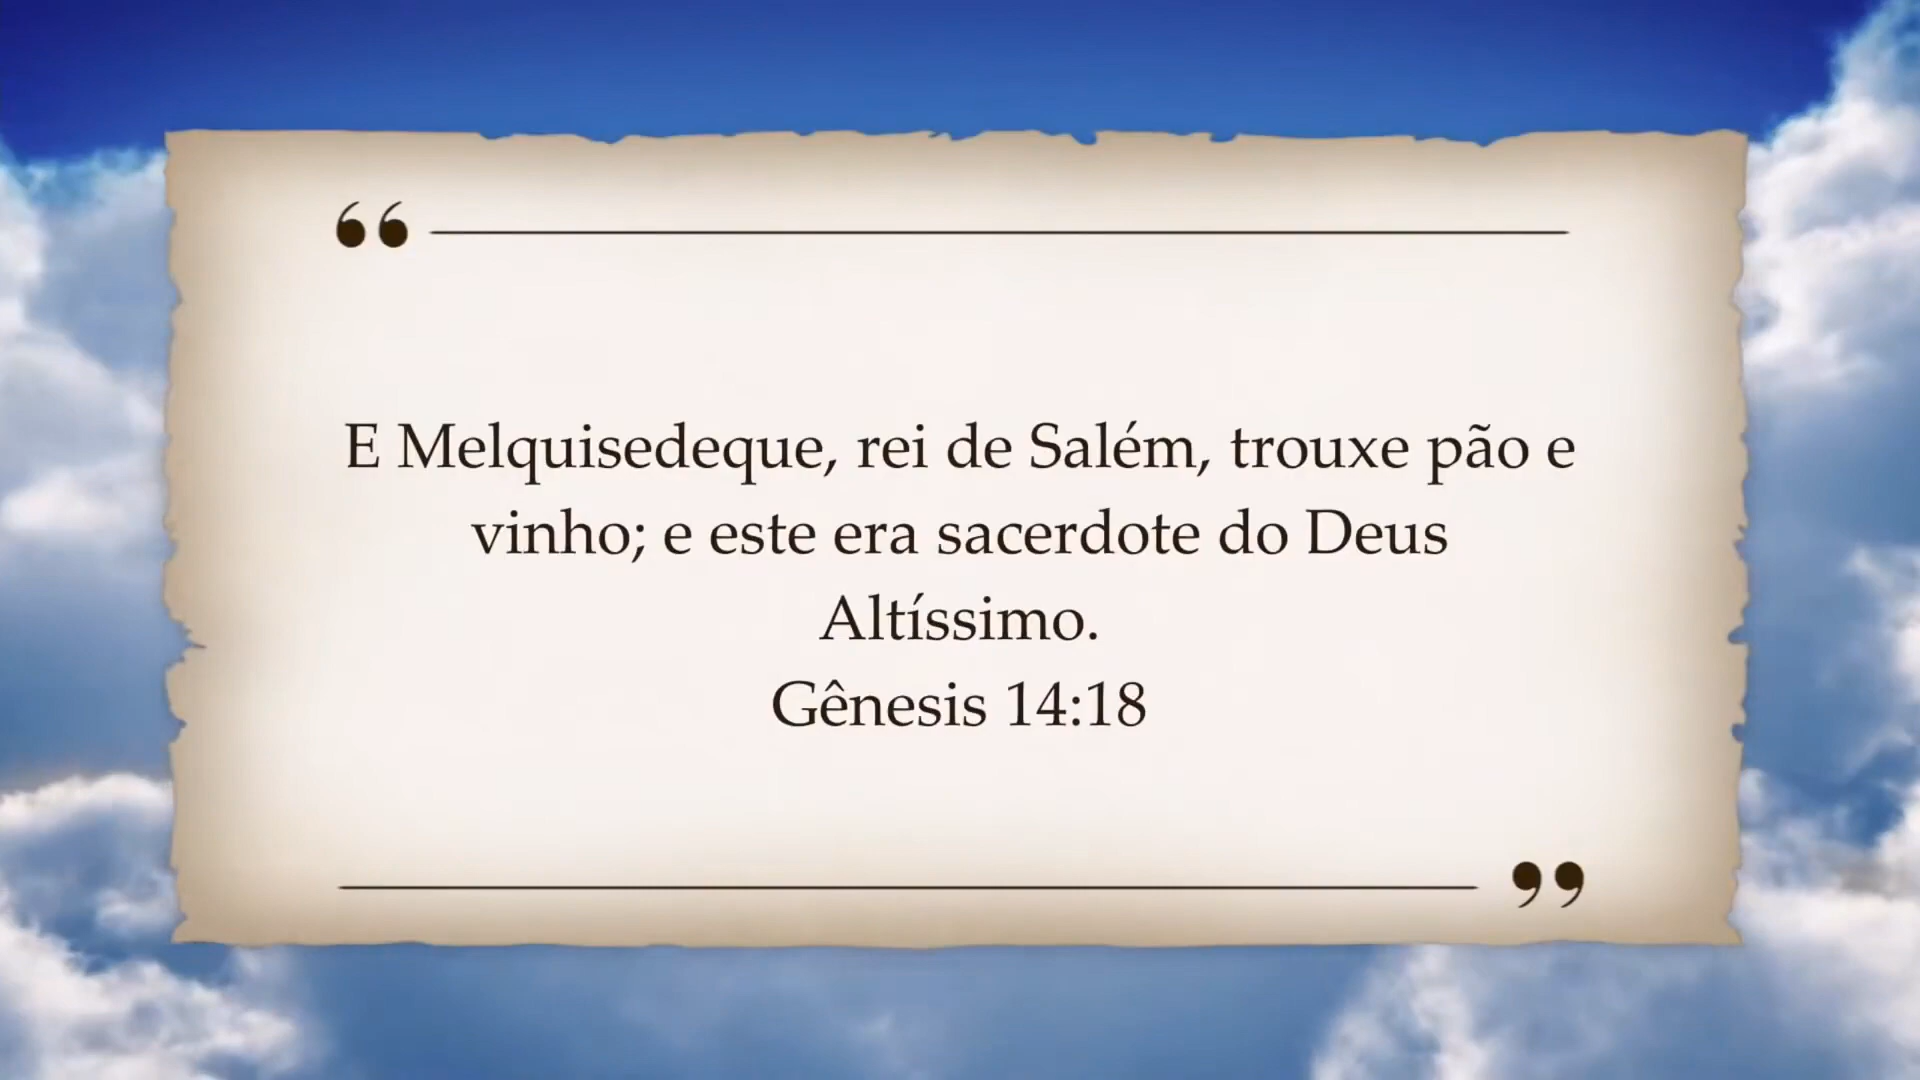 “
E Melquisedeque, rei de Salém, trouxe pão e
vinho; e este era sacerdote do Deus
Altíssimo.
Gênesis 14:18
”